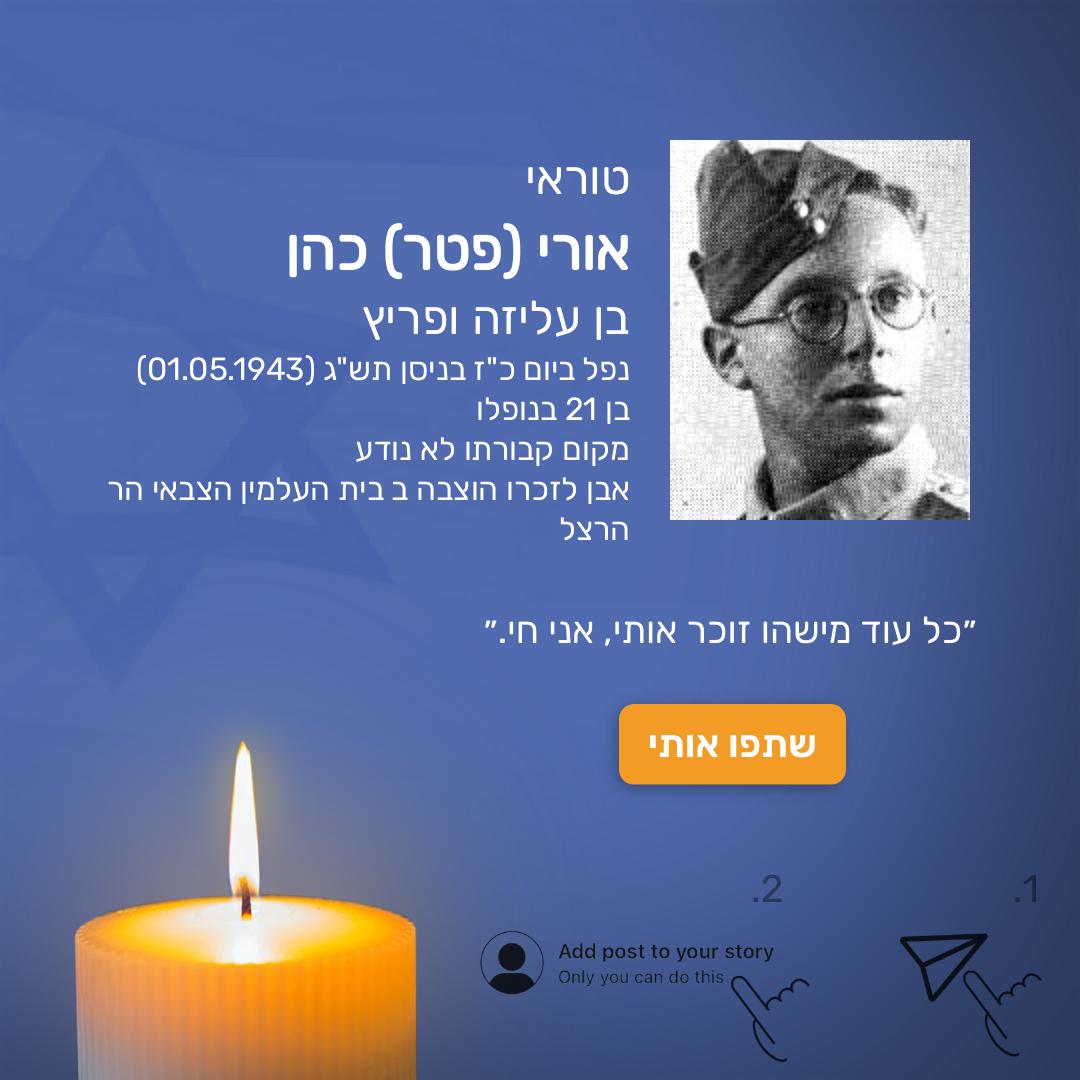 טוראי
אורי (פטר) כהן
בן עליזה ופריץ
נפל ביום כ"ז בניסן תש"ג (01.05.1943)
בן 21 בנופלו
מקום קבורתו לא נודע
אבן לזכרו הוצבה ב בית העלמין הצבאי הר
הרצל
״כל עוד מישהו זוכר אותי, אני חי.״
שתפו אותי
.1
.2
Add post to your story
Only you can do this